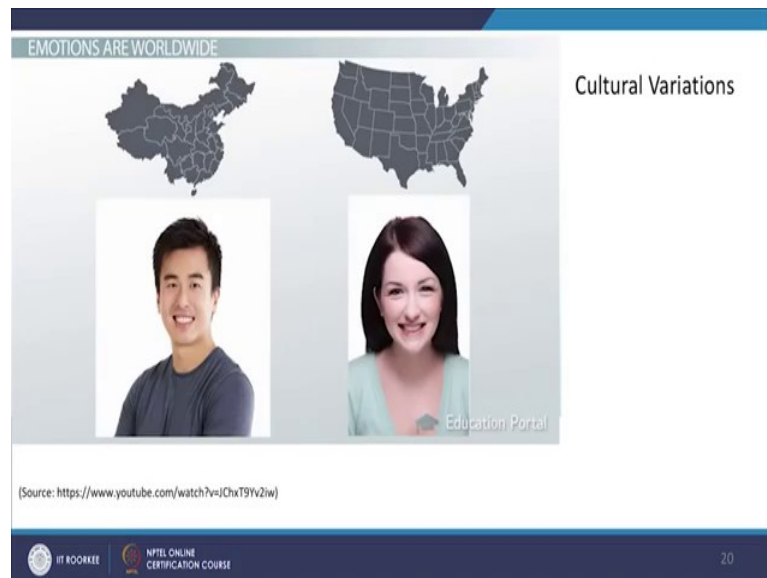 EMOTIONS ARE WORLDWIDE
Cultural Variations
Education Portal
(Source: https://www.youtube.com/watch?v=JChxT9Yv2iw)
IIT ROORKEE
NPTEL ONLINE
CERTIFICATION COURSE
20